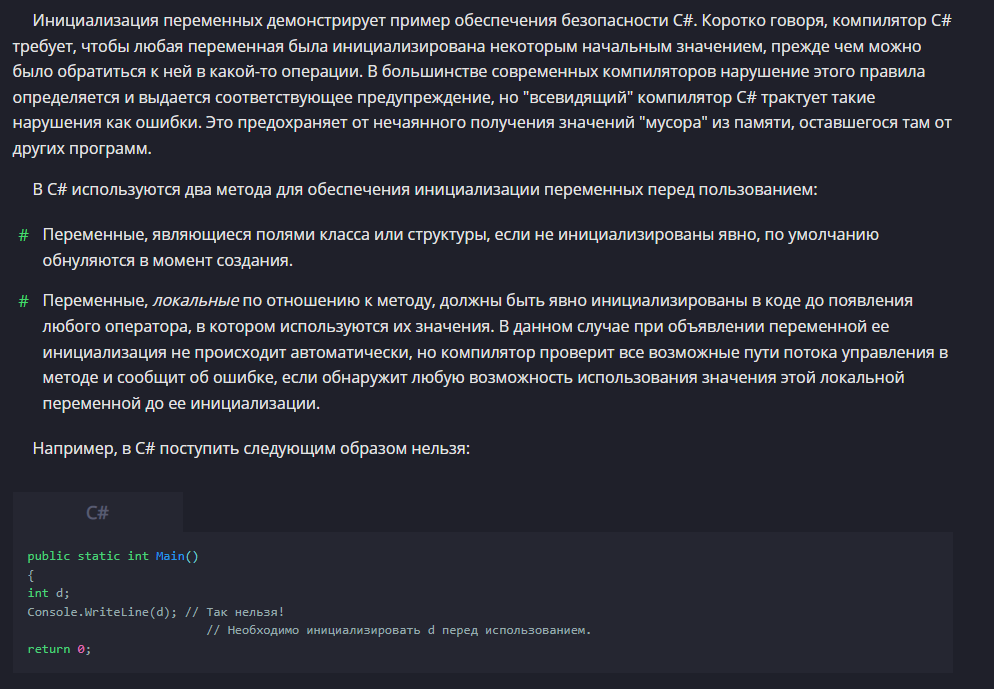 Инициализация переменных демонстрирует пример обеспечения безопасности C#. Коротко говоря, компилятор C#
требует, чтобы любая переменная была инициализирована некоторым начальным значением, прежде чем можно
было обратиться к ней в какой-то операции. В большинстве современных компиляторов нарушение этого правила
определяется и выдается соответствующее предупреждение, но "всевидящий" компилятор C# трактует такие
нарушения как ошибки. Это предохраняет от нечаянного получения значений "мусора" из памяти, оставшегося там от
других программ.
В C# используются два метода для обеспечения инициализации переменных перед пользованием:
# Переменные, являющиеся полями класса или структуры, если не инициализированы явно, по умолчанию
обнуляются в момент создания.
# Переменные, локальные по отношению к методу, должны быть явно инициализированы в коде до появления
любого оператора, в котором используются их значения. В данном случае при объявлении переменной ее
инициализация не происходит автоматически, но компилятор проверит все возможные пути потока управления в
методе и сообщит об ошибке, если обнаружит любую возможность использования значения этой локальной
переменной до ее инициализации.
Например, в C# поступить следующим образом нельзя:
C#
public static int Main()
{
int d;
Console.WriteLine(d); // Так нельзя!
// Необходимо инициализировать d перед использованием.
return 0;